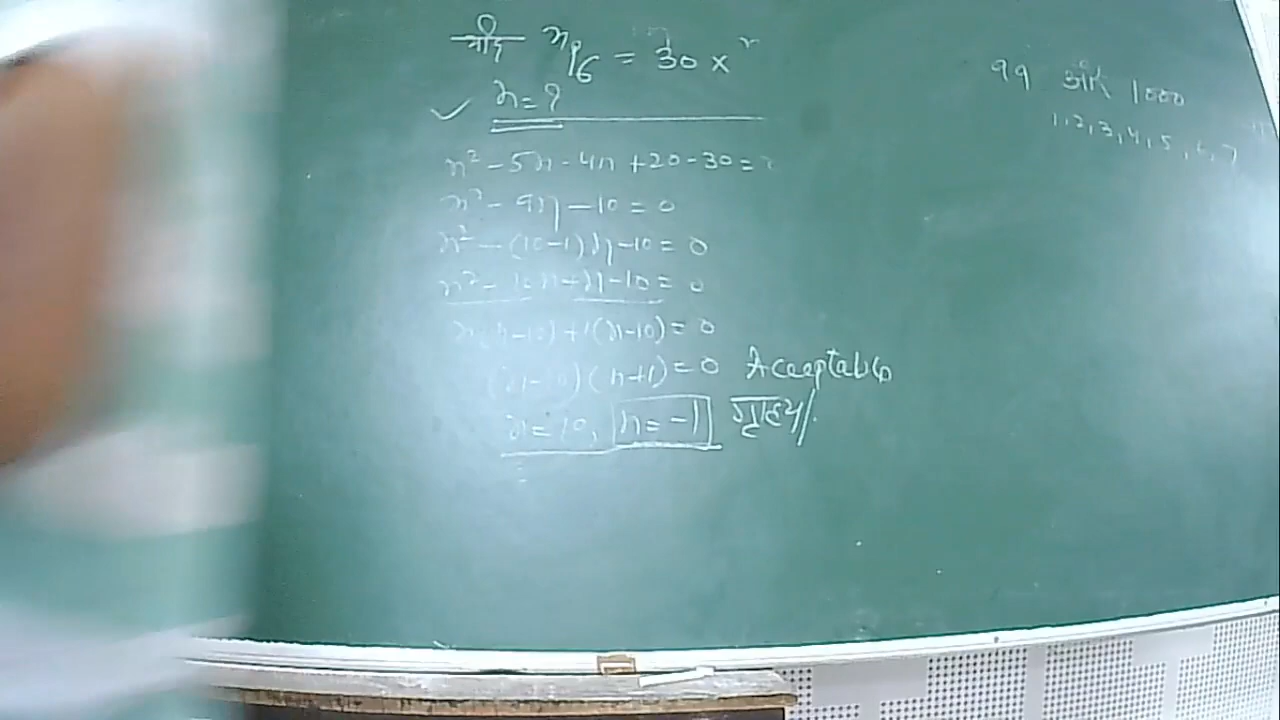 यदि ⁿP₆ = 30 ×
n = ?
n² - 5n - 4n + 20 - 30 =
n² - 9n - 10 = 0
n² - (10-1)n - 10 = 0
n² - 10n + n - 10 = 0
n(n-10) + 1(n-10) = 0
(n-10)(n+1) = 0 Acceptable
n = 10, n = -1 ग्राहय
99 और 1000
1, 2, 3, 4, 5, 6, 7